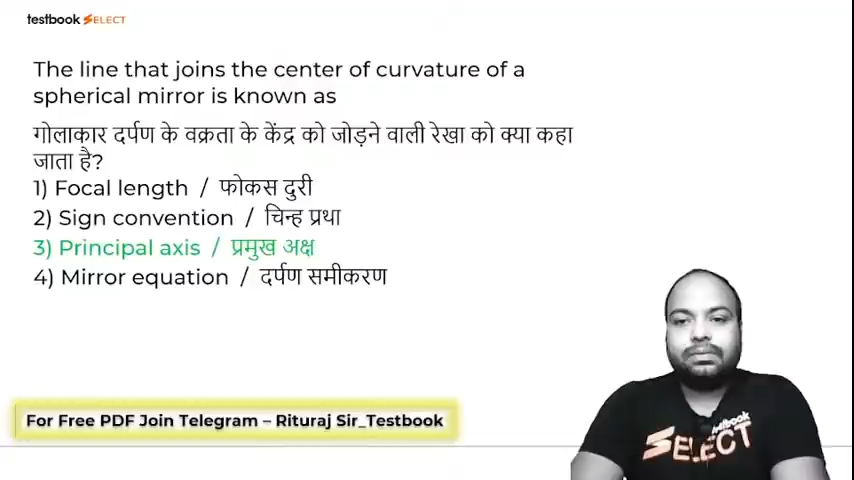 testbook SELECT
The line that joins the center of curvature of a
spherical mirror is known as
गोलाकार दर्पण के वक्रता के केंद्र को जोड़ने वाली रेखा को क्या कहा
जाता है?
1) Focal length / फोकस दुरी
2) Sign convention / चिन्ह प्रथा
3) Principal axis / प्रमुख अक्ष
4) Mirror equation / दर्पण समीकरण
For Free PDF Join Telegram – Rituraj Sir_Testbook
testbook
SELECT